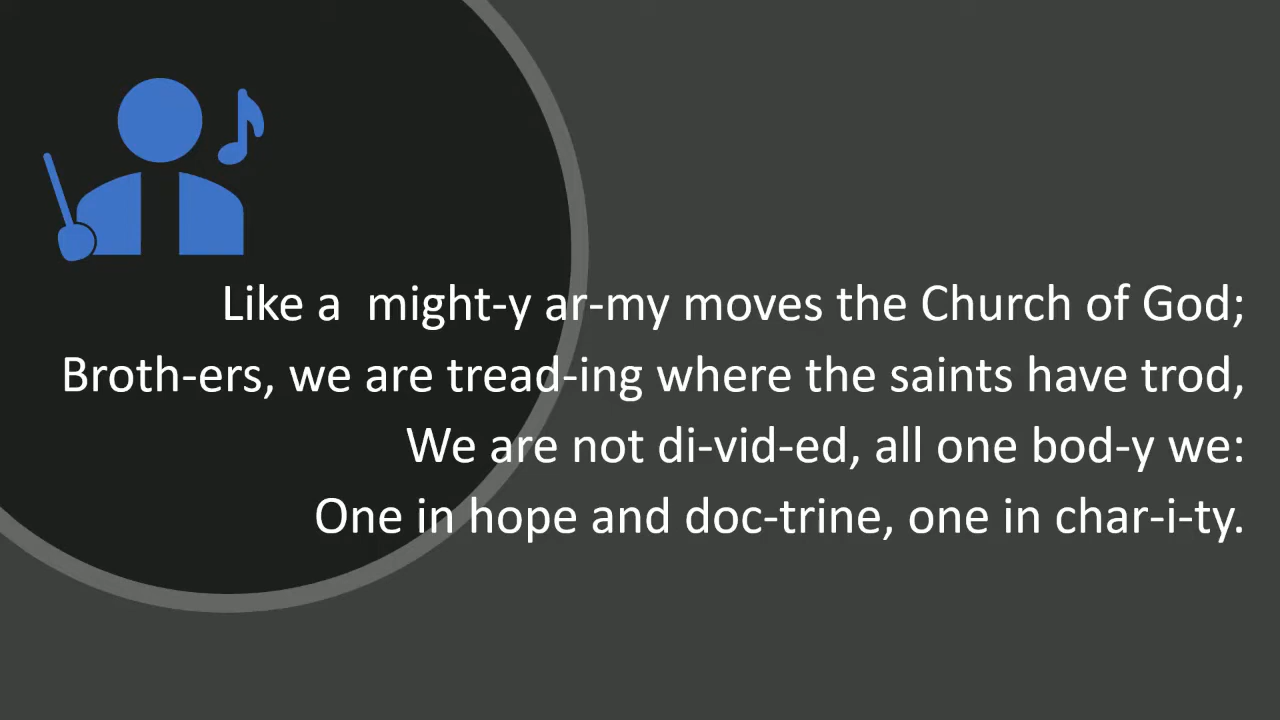 Like a  might-y ar-my moves the Church of God;
Broth-ers, we are tread-ing where the saints have trod,
We are not di-vid-ed, all one bod-y we:
One in hope and doc-trine, one in char-i-ty.